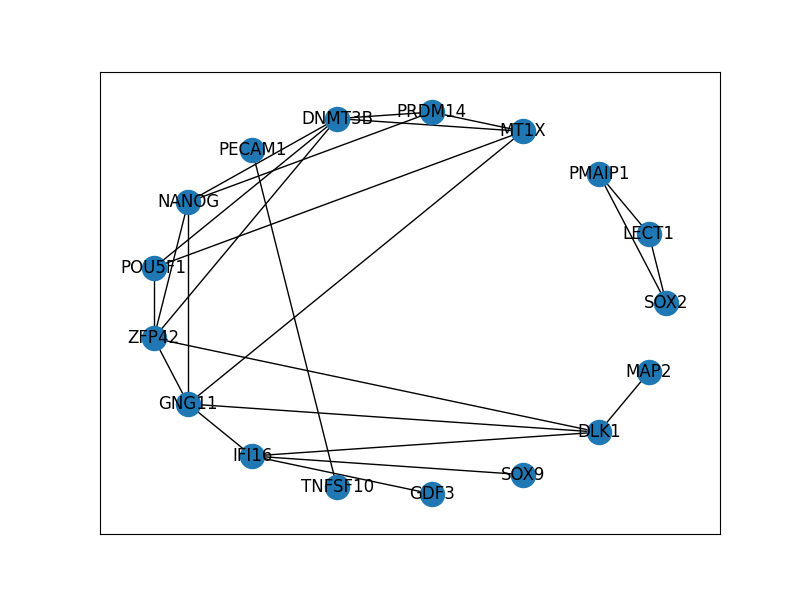 PRDM14
DNMT3B
MT1X
PECAM1
PMAIP1
NANOG
LECT1
POU5F1
SOX2
ZFP42
MAP2
GNG11
DLK1
IFI16
SOX9
TNFSF10
GDF3